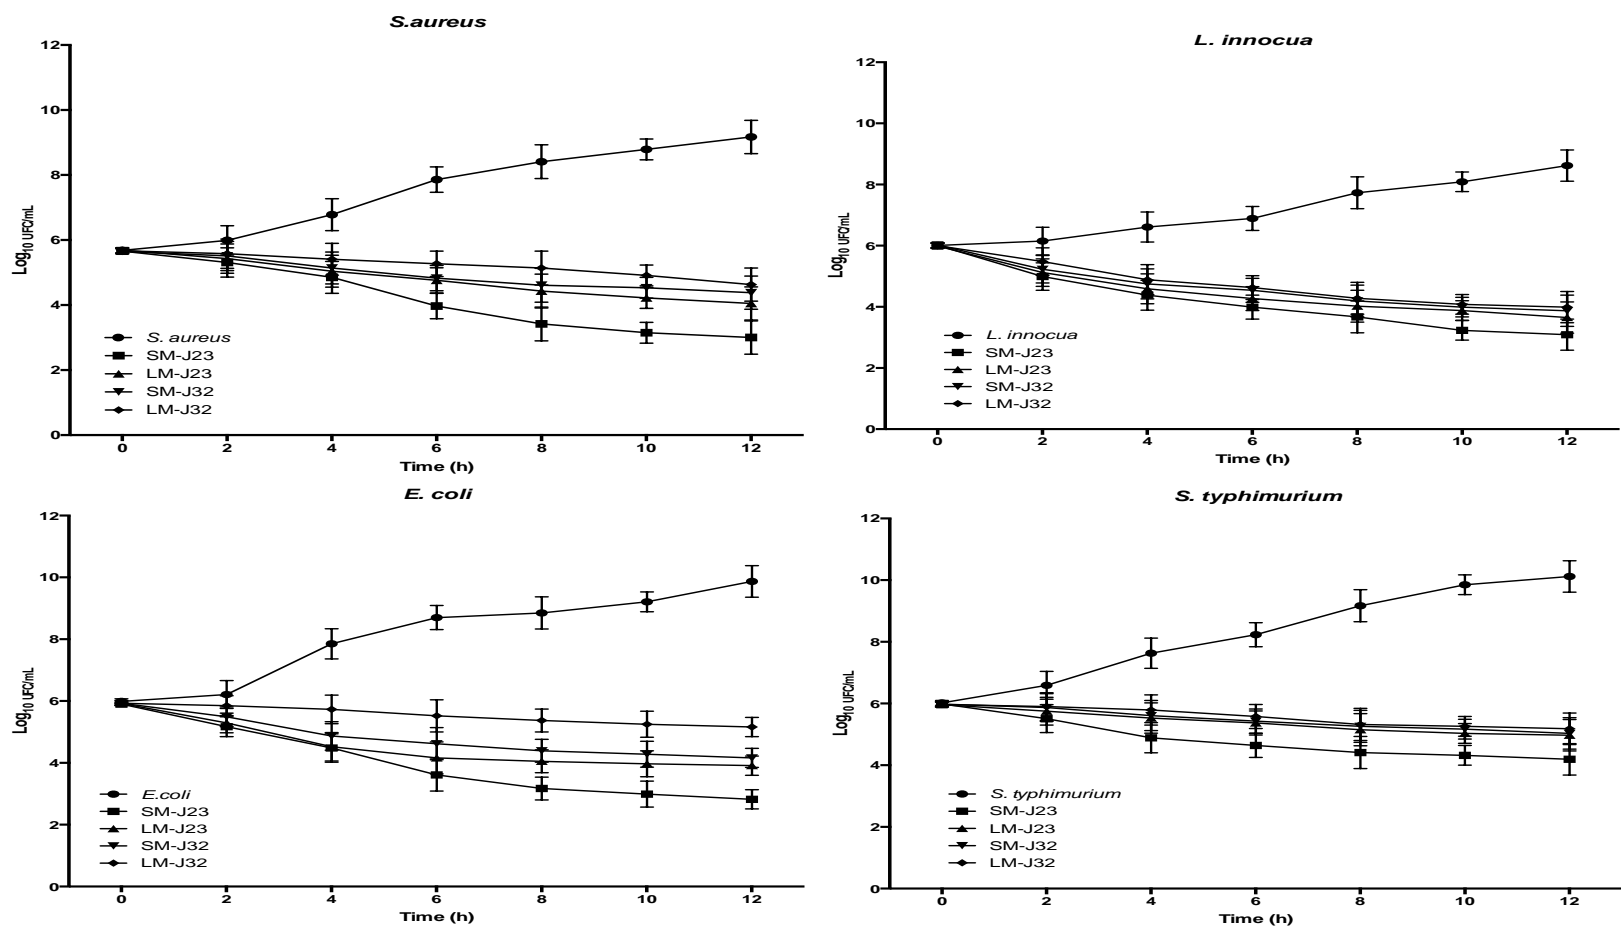 S.aureus
12
10
8
6
4
2
0
Log10 UFC/mL
S. aureus
SM-J23
LM-J23
SM-J32
LM-J32
0 2 4 6 8 10 12
Time (h)
L. innocua
12
10
8
6
4
2
0
Log10 UFC/mL
L. innocua
SM-J23
LM-J23
SM-J32
LM-J32
0 2 4 6 8 10 12
Time (h)
E. coli
12
10
8
6
4
2
0
Log10 UFC/mL
E.coli
SM-J23
LM-J23
SM-J32
LM-J32
0 2 4 6 8 10 12
Time (h)
S. typhimurium
12
10
8
6
4
2
0
Log10 UFC/mL
S. typhimurium
SM-J23
LM-J23
SM-J32
LM-J32
0 2 4 6 8 10 12
Time (h)